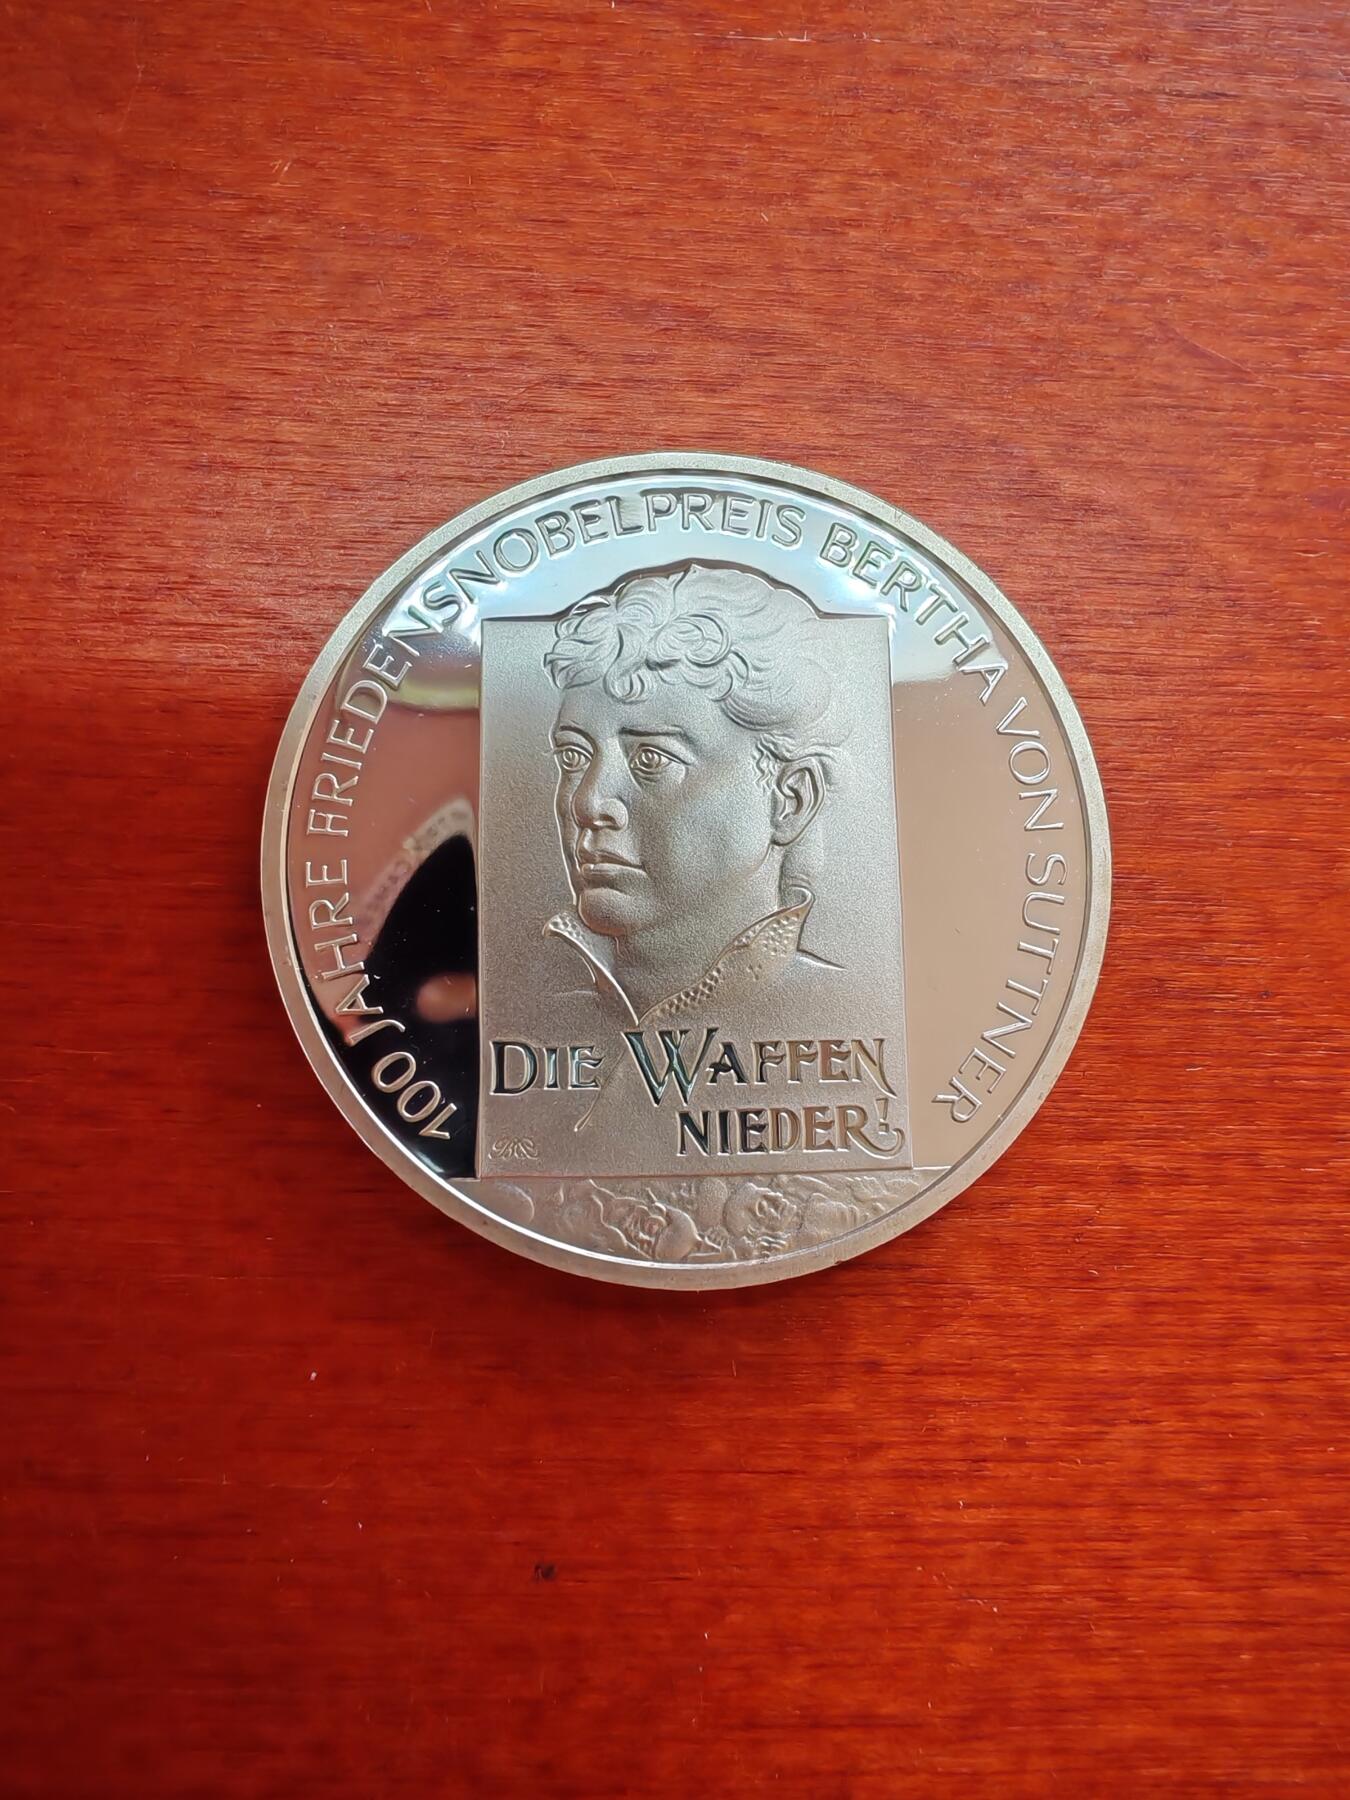 100 JAHRE FRIEDENSNOBELPREIS BERTHA VON SUTTNER
DIE WAFFEN
NIEDER!